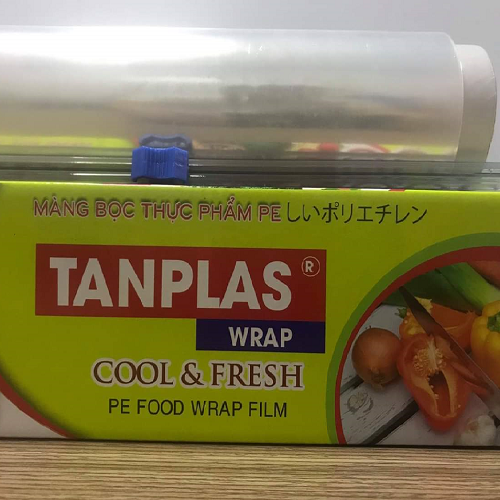 MÀNG BỌC THỰC PHẨM PE しいポリエチレン
TANPLAS®
WRAP
COOL & FRESH
PE FOOD WRAP FILM